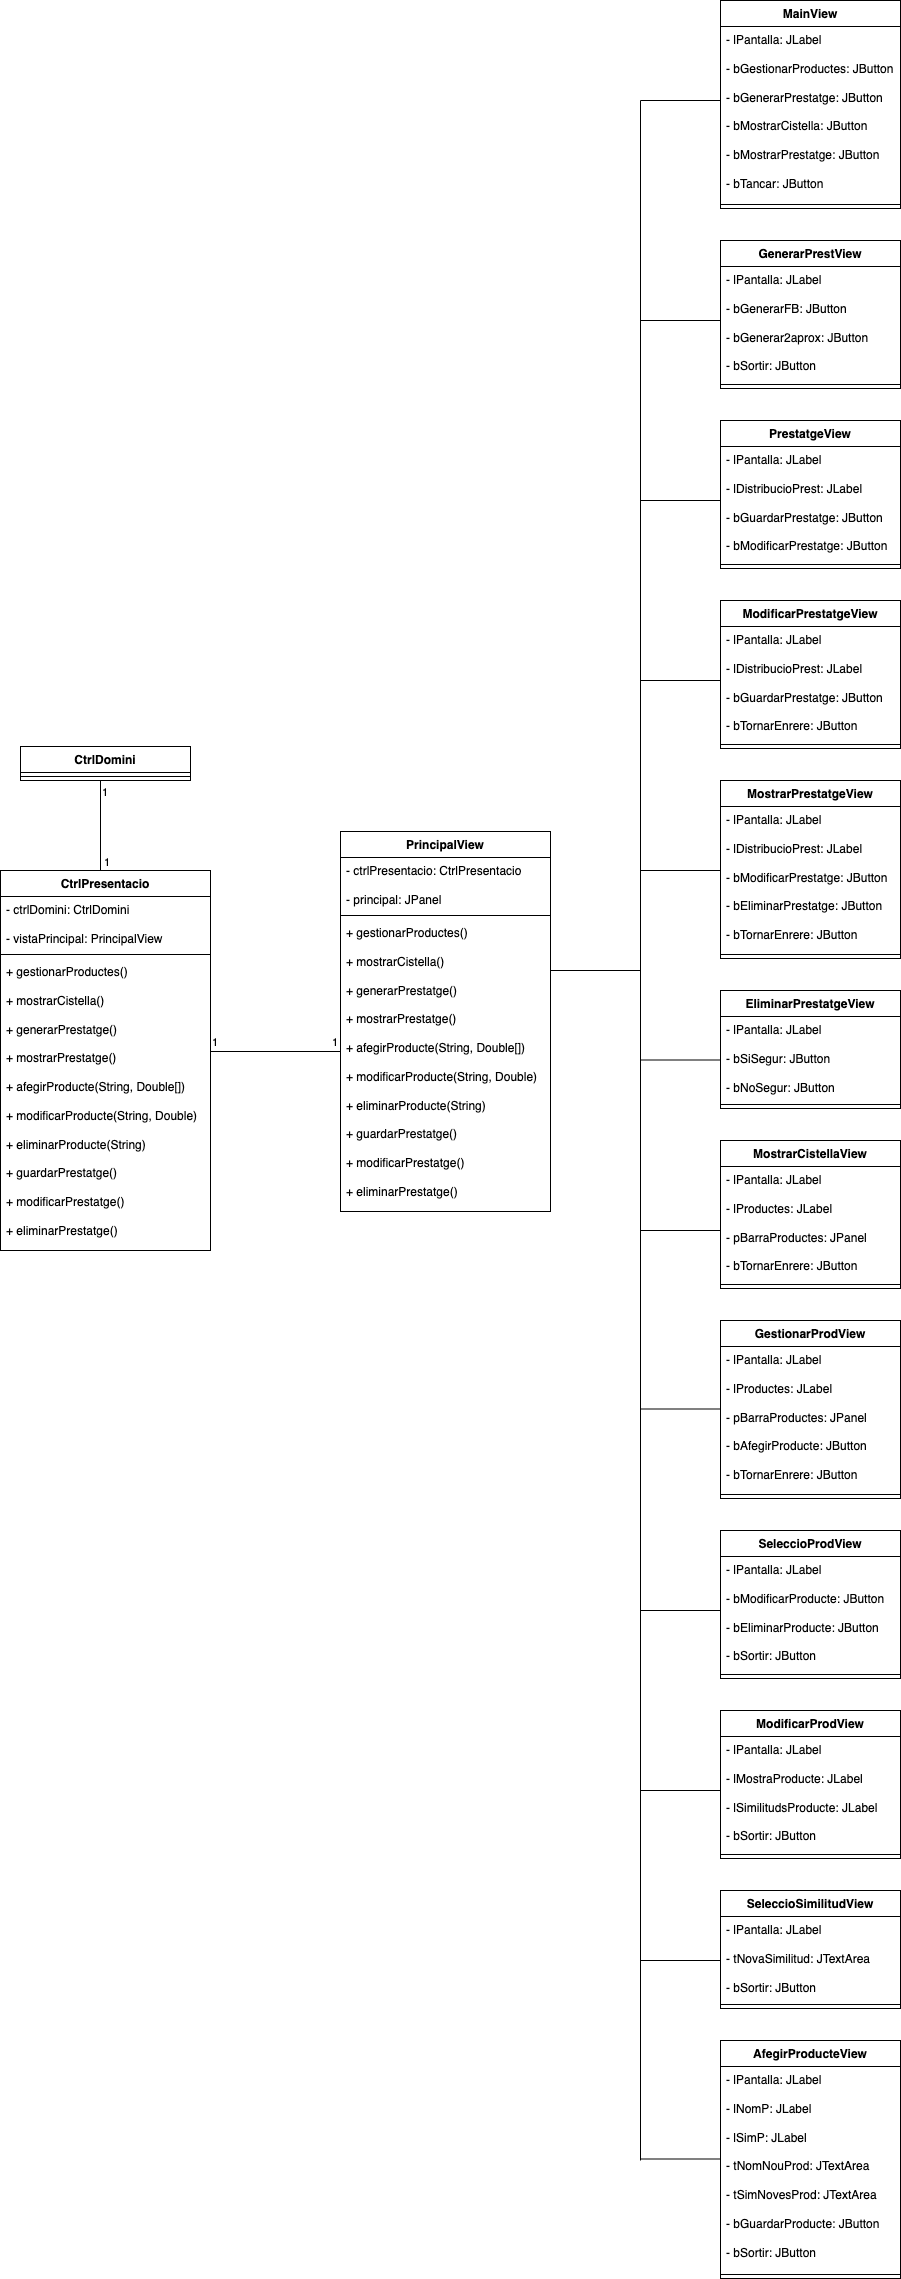 MainView
- lPantalla: JLabel
- bGestionarProductes: JButton
- bGenerarPrestatge: JButton
- bMostrarCistella: JButton
- bMostrarPrestatge: JButton
- bTancar: JButton
GenerarPrestView
- lPantalla: JLabel
- bGenerarFB: JButton
- bGenerar2aprox: JButton
- bSortir: JButton
PrestatgeView
- lPantalla: JLabel
- lDistribucioPrest: JLabel
- bGuardarPrestatge: JButton
- bModificarPrestatge: JButton
ModificarPrestatgeView
- lPantalla: JLabel
- lDistribucioPrest: JLabel
- bGuardarPrestatge: JButton
- bTornarEnrere: JButton
CtrlDomini
1
1
CtrlPresentacio
- ctrlDomini: CtrlDomini
- vistaPrincipal: PrincipalView
+ gestionarProductes()
+ mostrarCistella()
+ generarPrestatge()
+ mostrarPrestatge()
+ afegirProducte(String, Double[])
+ modificarProducte(String, Double)
+ eliminarProducte(String)
+ guardarPrestatge()
+ modificarPrestatge()
+ eliminarPrestatge()
1
1
PrincipalView
- ctrlPresentacio: CtrlPresentacio
- principal: JPanel
+ gestionarProductes()
+ mostrarCistella()
+ generarPrestatge()
+ mostrarPrestatge()
+ afegirProducte(String, Double[])
+ modificarProducte(String, Double)
+ eliminarProducte(String)
+ guardarPrestatge()
+ modificarPrestatge()
+ eliminarPrestatge()
MostrarPrestatgeView
- lPantalla: JLabel
- lDistribucioPrest: JLabel
- bModificarPrestatge: JButton
- bEliminarPrestatge: JButton
- bTornarEnrere: JButton
EliminarPrestatgeView
- lPantalla: JLabel
- bSiSegur: JButton
- bNoSegur: JButton
MostrarCistellaView
- lPantalla: JLabel
- lProductes: JLabel
- pBarraProductes: JPanel
- bTornarEnrere: JButton
GestionarProdView
- lPantalla: JLabel
- lProductes: JLabel
- pBarraProductes: JPanel
- bAfegirProducte: JButton
- bTornarEnrere: JButton
SeleccioProdView
- lPantalla: JLabel
- bModificarProducte: JButton
- bEliminarProducte: JButton
- bSortir: JButton
ModificarProdView
- lPantalla: JLabel
- lMostraProducte: JLabel
- lSimilitudsProducte: JLabel
- bSortir: JButton
SeleccioSimilitudView
- lPantalla: JLabel
- tNovaSimilitud: JTextArea
- bSortir: JButton
AfegirProducteView
- lPantalla: JLabel
- lNomP: JLabel
- lSimP: JLabel
- tNomNouProd: JTextArea
- tSimNovesProd: JTextArea
- bGuardarProducte: JButton
- bSortir: JButton